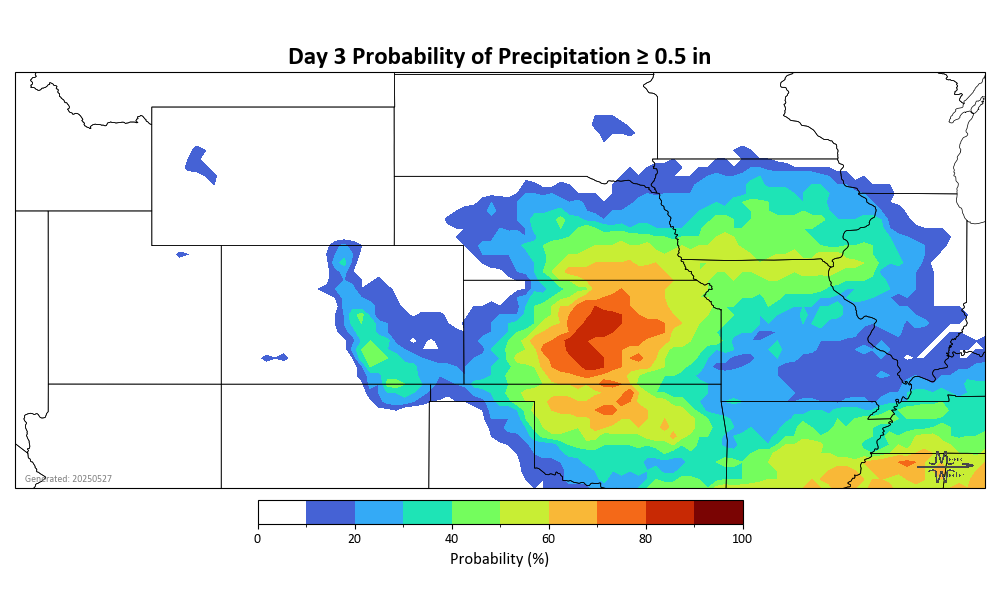 Day 3 Probability of Precipitation ≥ 0.5 in
Generated: 20250527
0 20 40 60 80 100
Probability (%)